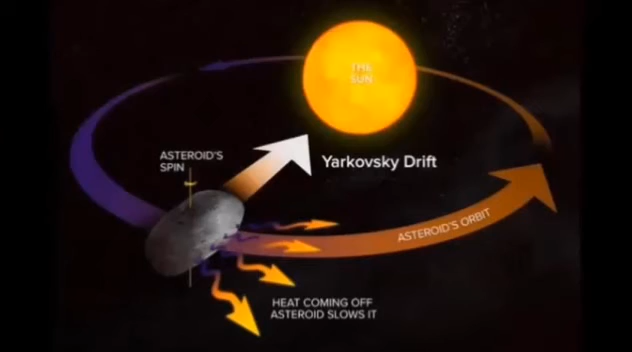 THE
SUN
ASTEROID'S
SPIN
Yarkovsky Drift
ASTEROID'S ORBIT
HEAT COMING OFF
ASTEROID SLOWS IT